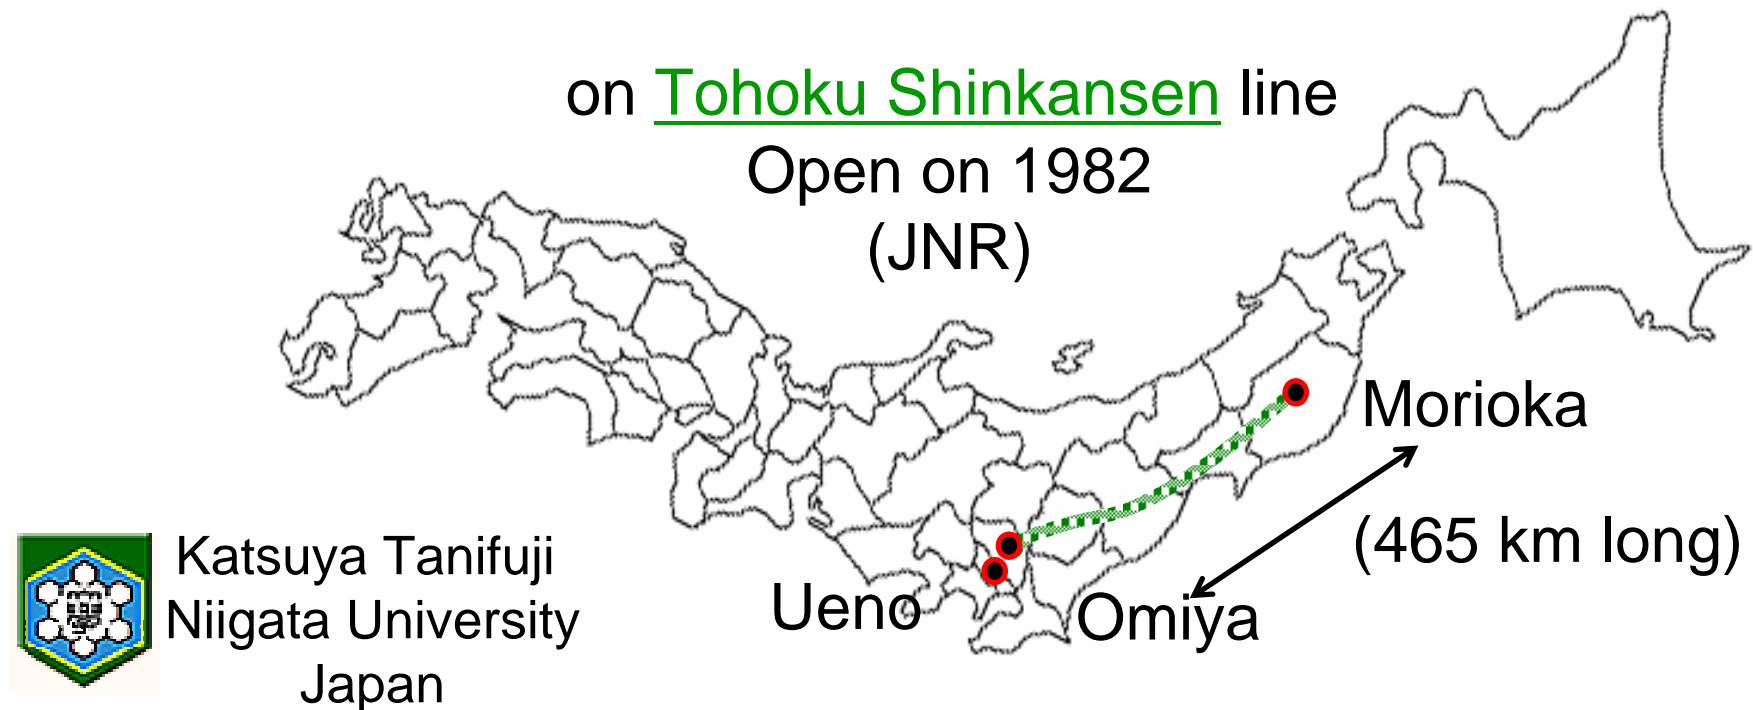 on Tohoku Shinkansen line
Open on 1982
(JNR)
Morioka
(465 km long)
Ueno
Omiya
Katsuya Tanifuji
Niigata University
Japan